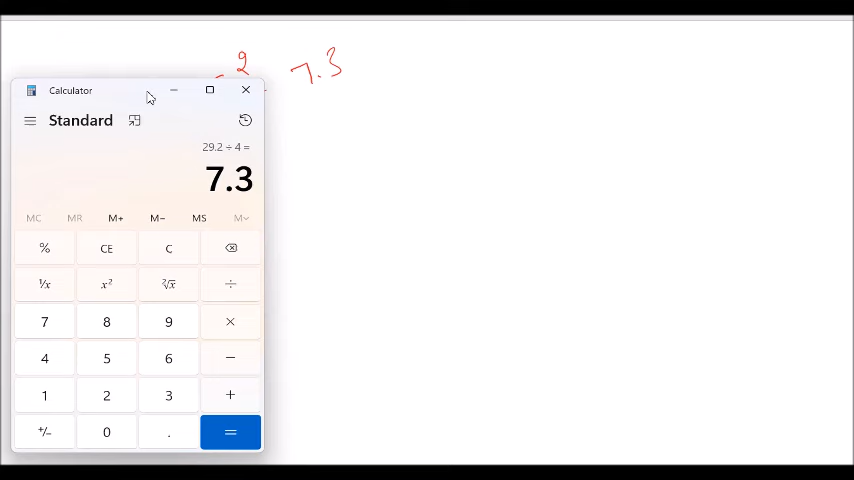 2 7.3
Calculator
Standard
29.2 ÷ 4 =
7.3
MC MR M+ M− MS M˅
% CE C
¹/x x² ²√x ÷
7 8 9 ×
4 5 6 −
1 2 3 +
+/− 0 . =